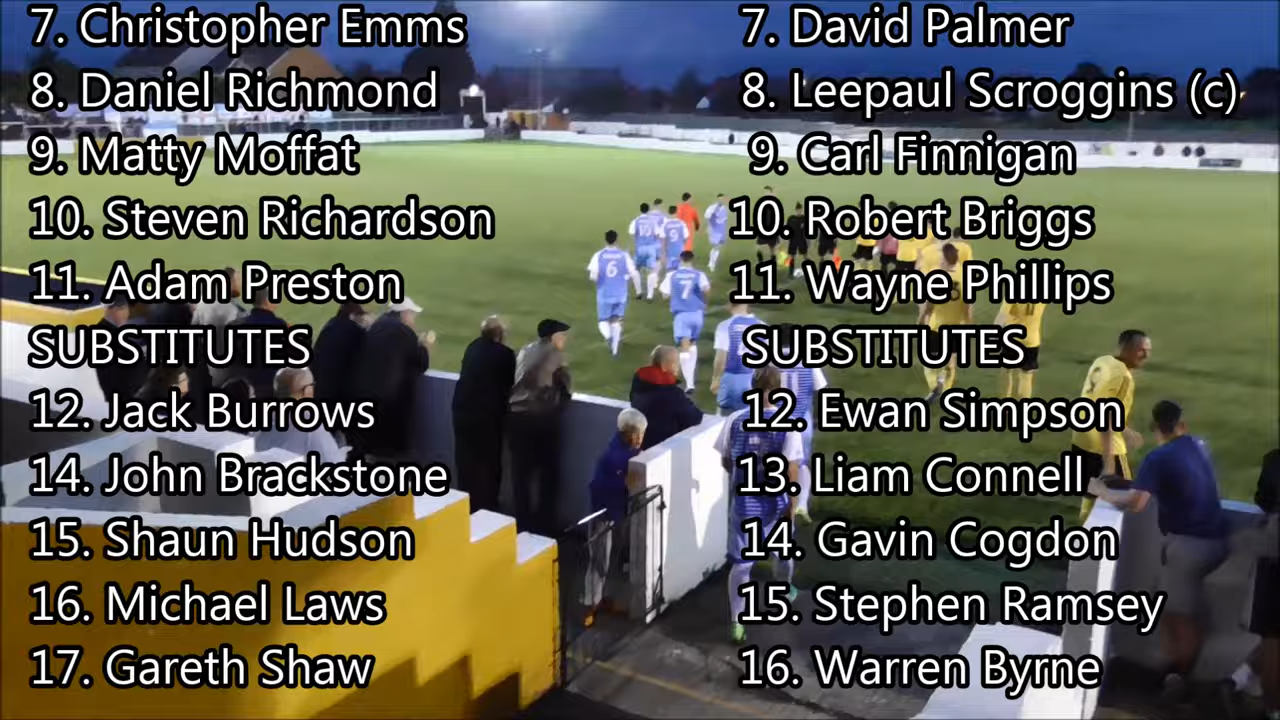 7. Christopher Emms
8. Daniel Richmond
9. Matty Moffat
10. Steven Richardson
11. Adam Preston
SUBSTITUTES
12. Jack Burrows
14. John Brackstone
15. Shaun Hudson
16. Michael Laws
17. Gareth Shaw
7. David Palmer
8. Leepaul Scroggins (c)
9. Carl Finnigan
10. Robert Briggs
11. Wayne Phillips
SUBSTITUTES
12. Ewan Simpson
13. Liam Connell
14. Gavin Cogdon
15. Stephen Ramsey
16. Warren Byrne
6
7